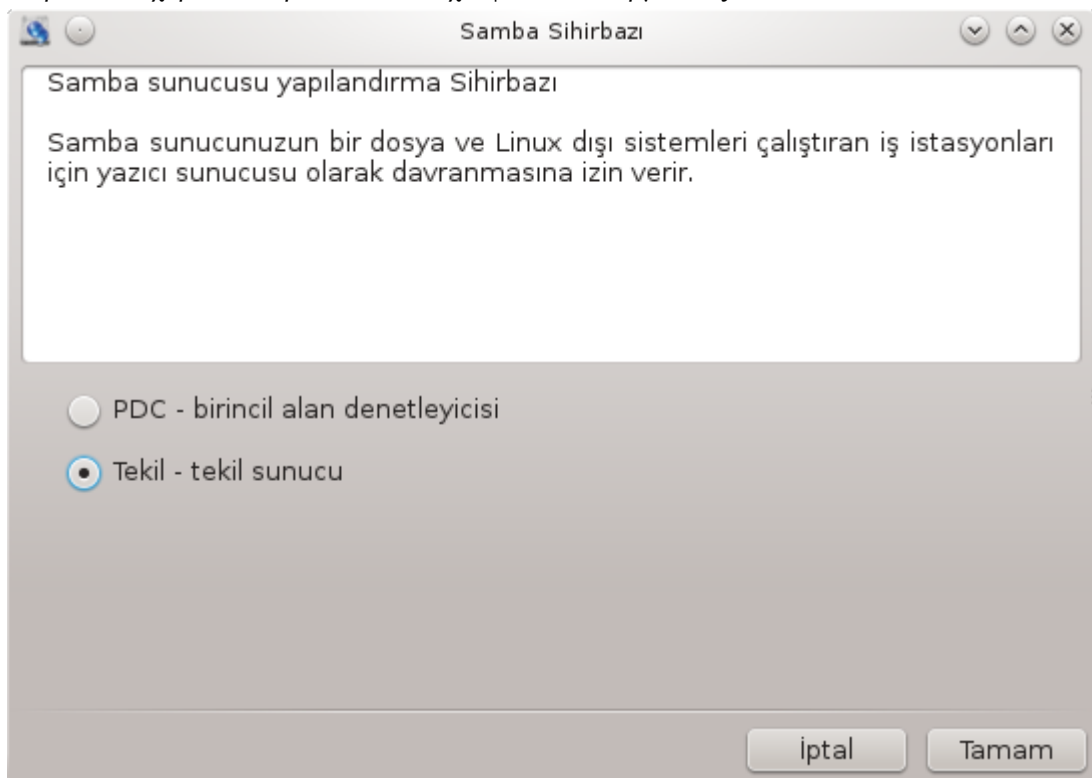 Samba Sihirbazı
Samba sunucusu yapılandırma Sihirbazı
Samba sunucunuzun bir dosya ve Linux dışı sistemleri çalıştıran iş istasyonları
için yazıcı sunucusu olarak davranmasına izin verir.
PDC - birincil alan denetleyicisi
Tekil - tekil sunucu
İptal
Tamam